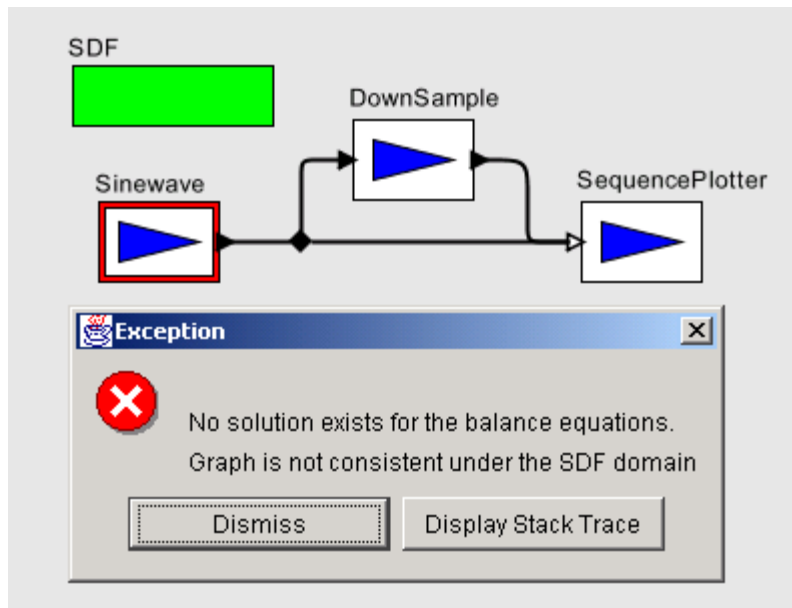 SDF
DownSample
Sinewave
SequencePlotter
Exception
No solution exists for the balance equations.
Graph is not consistent under the SDF domain
Dismiss
Display Stack Trace